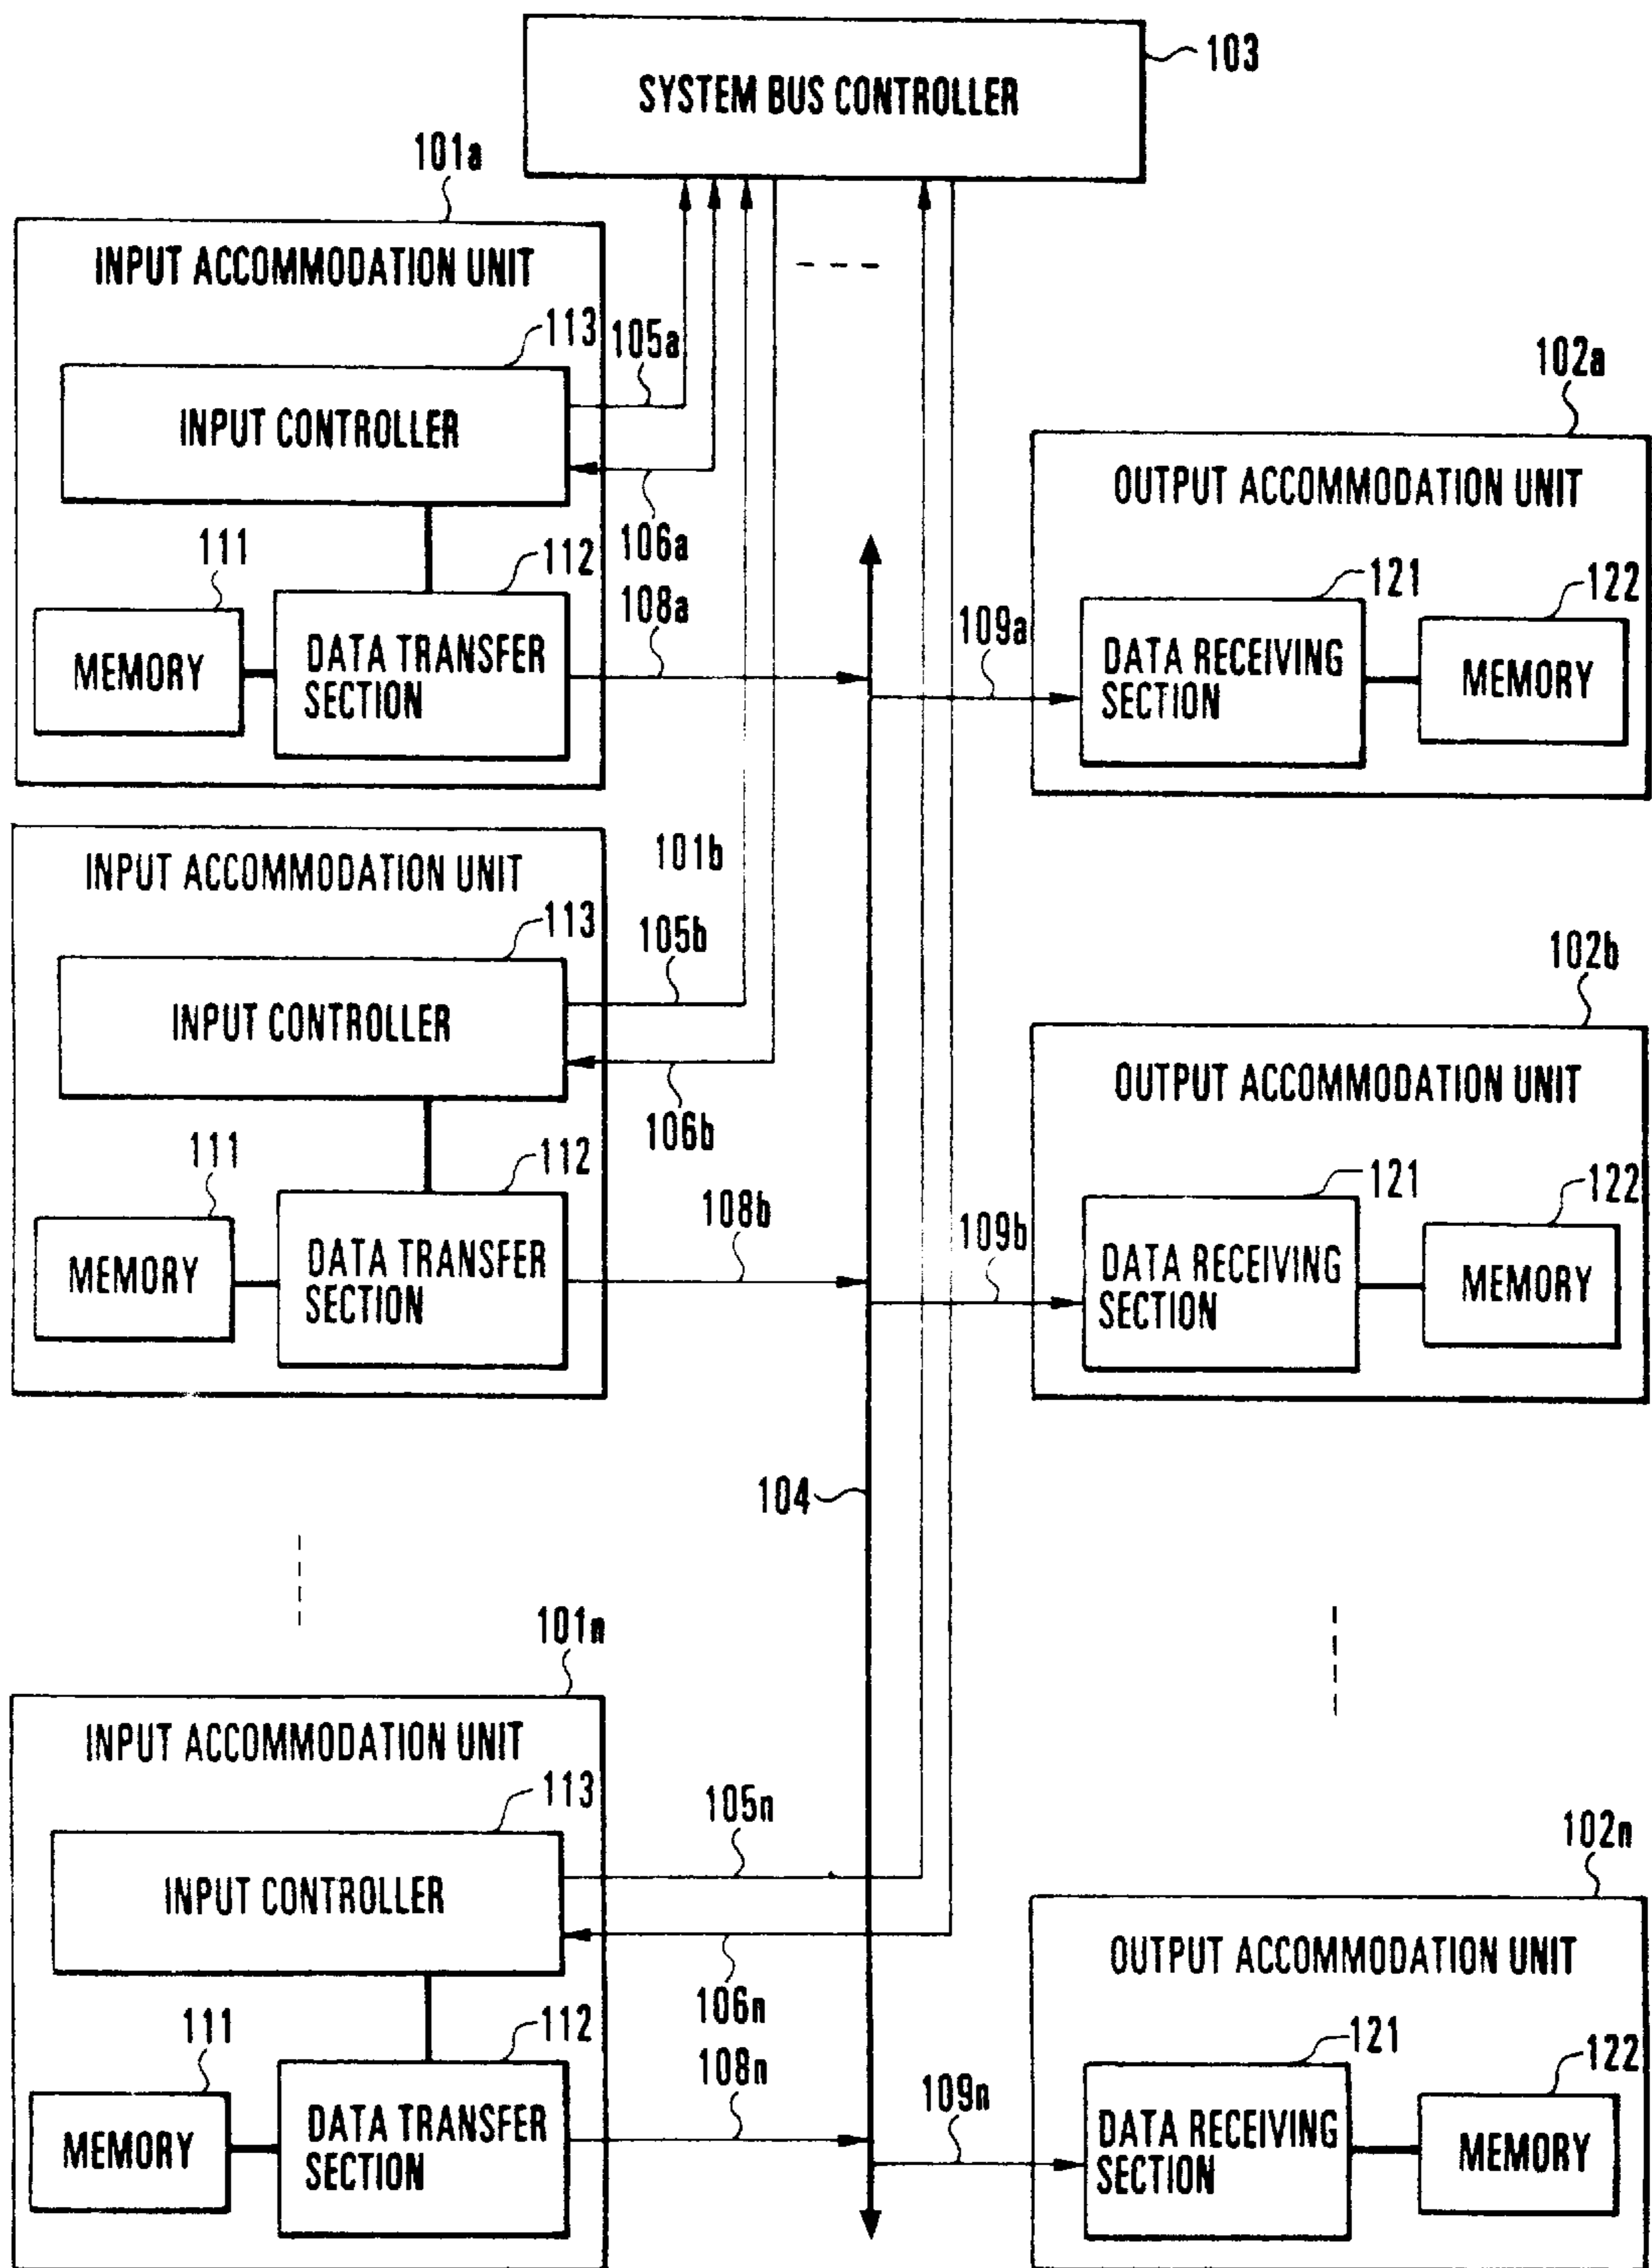 SYSTEM BUS CONTROLLER
103
101a
INPUT ACCOMMODATION UNIT
113
105a
INPUT CONTROLLER
106a
111
112
108a
MEMORY
DATA TRANSFER
SECTION
102a
OUTPUT ACCOMMODATION UNIT
121
122
109a
DATA RECEIVING
SECTION
MEMORY
101b
INPUT ACCOMMODATION UNIT
113
105b
INPUT CONTROLLER
106b
111
112
108b
MEMORY
DATA TRANSFER
SECTION
102b
OUTPUT ACCOMMODATION UNIT
121
122
109b
DATA RECEIVING
SECTION
MEMORY
104
101n
INPUT ACCOMMODATION UNIT
113
105n
INPUT CONTROLLER
106n
111
112
108n
MEMORY
DATA TRANSFER
SECTION
102n
OUTPUT ACCOMMODATION UNIT
121
122
109n
DATA RECEIVING
SECTION
MEMORY